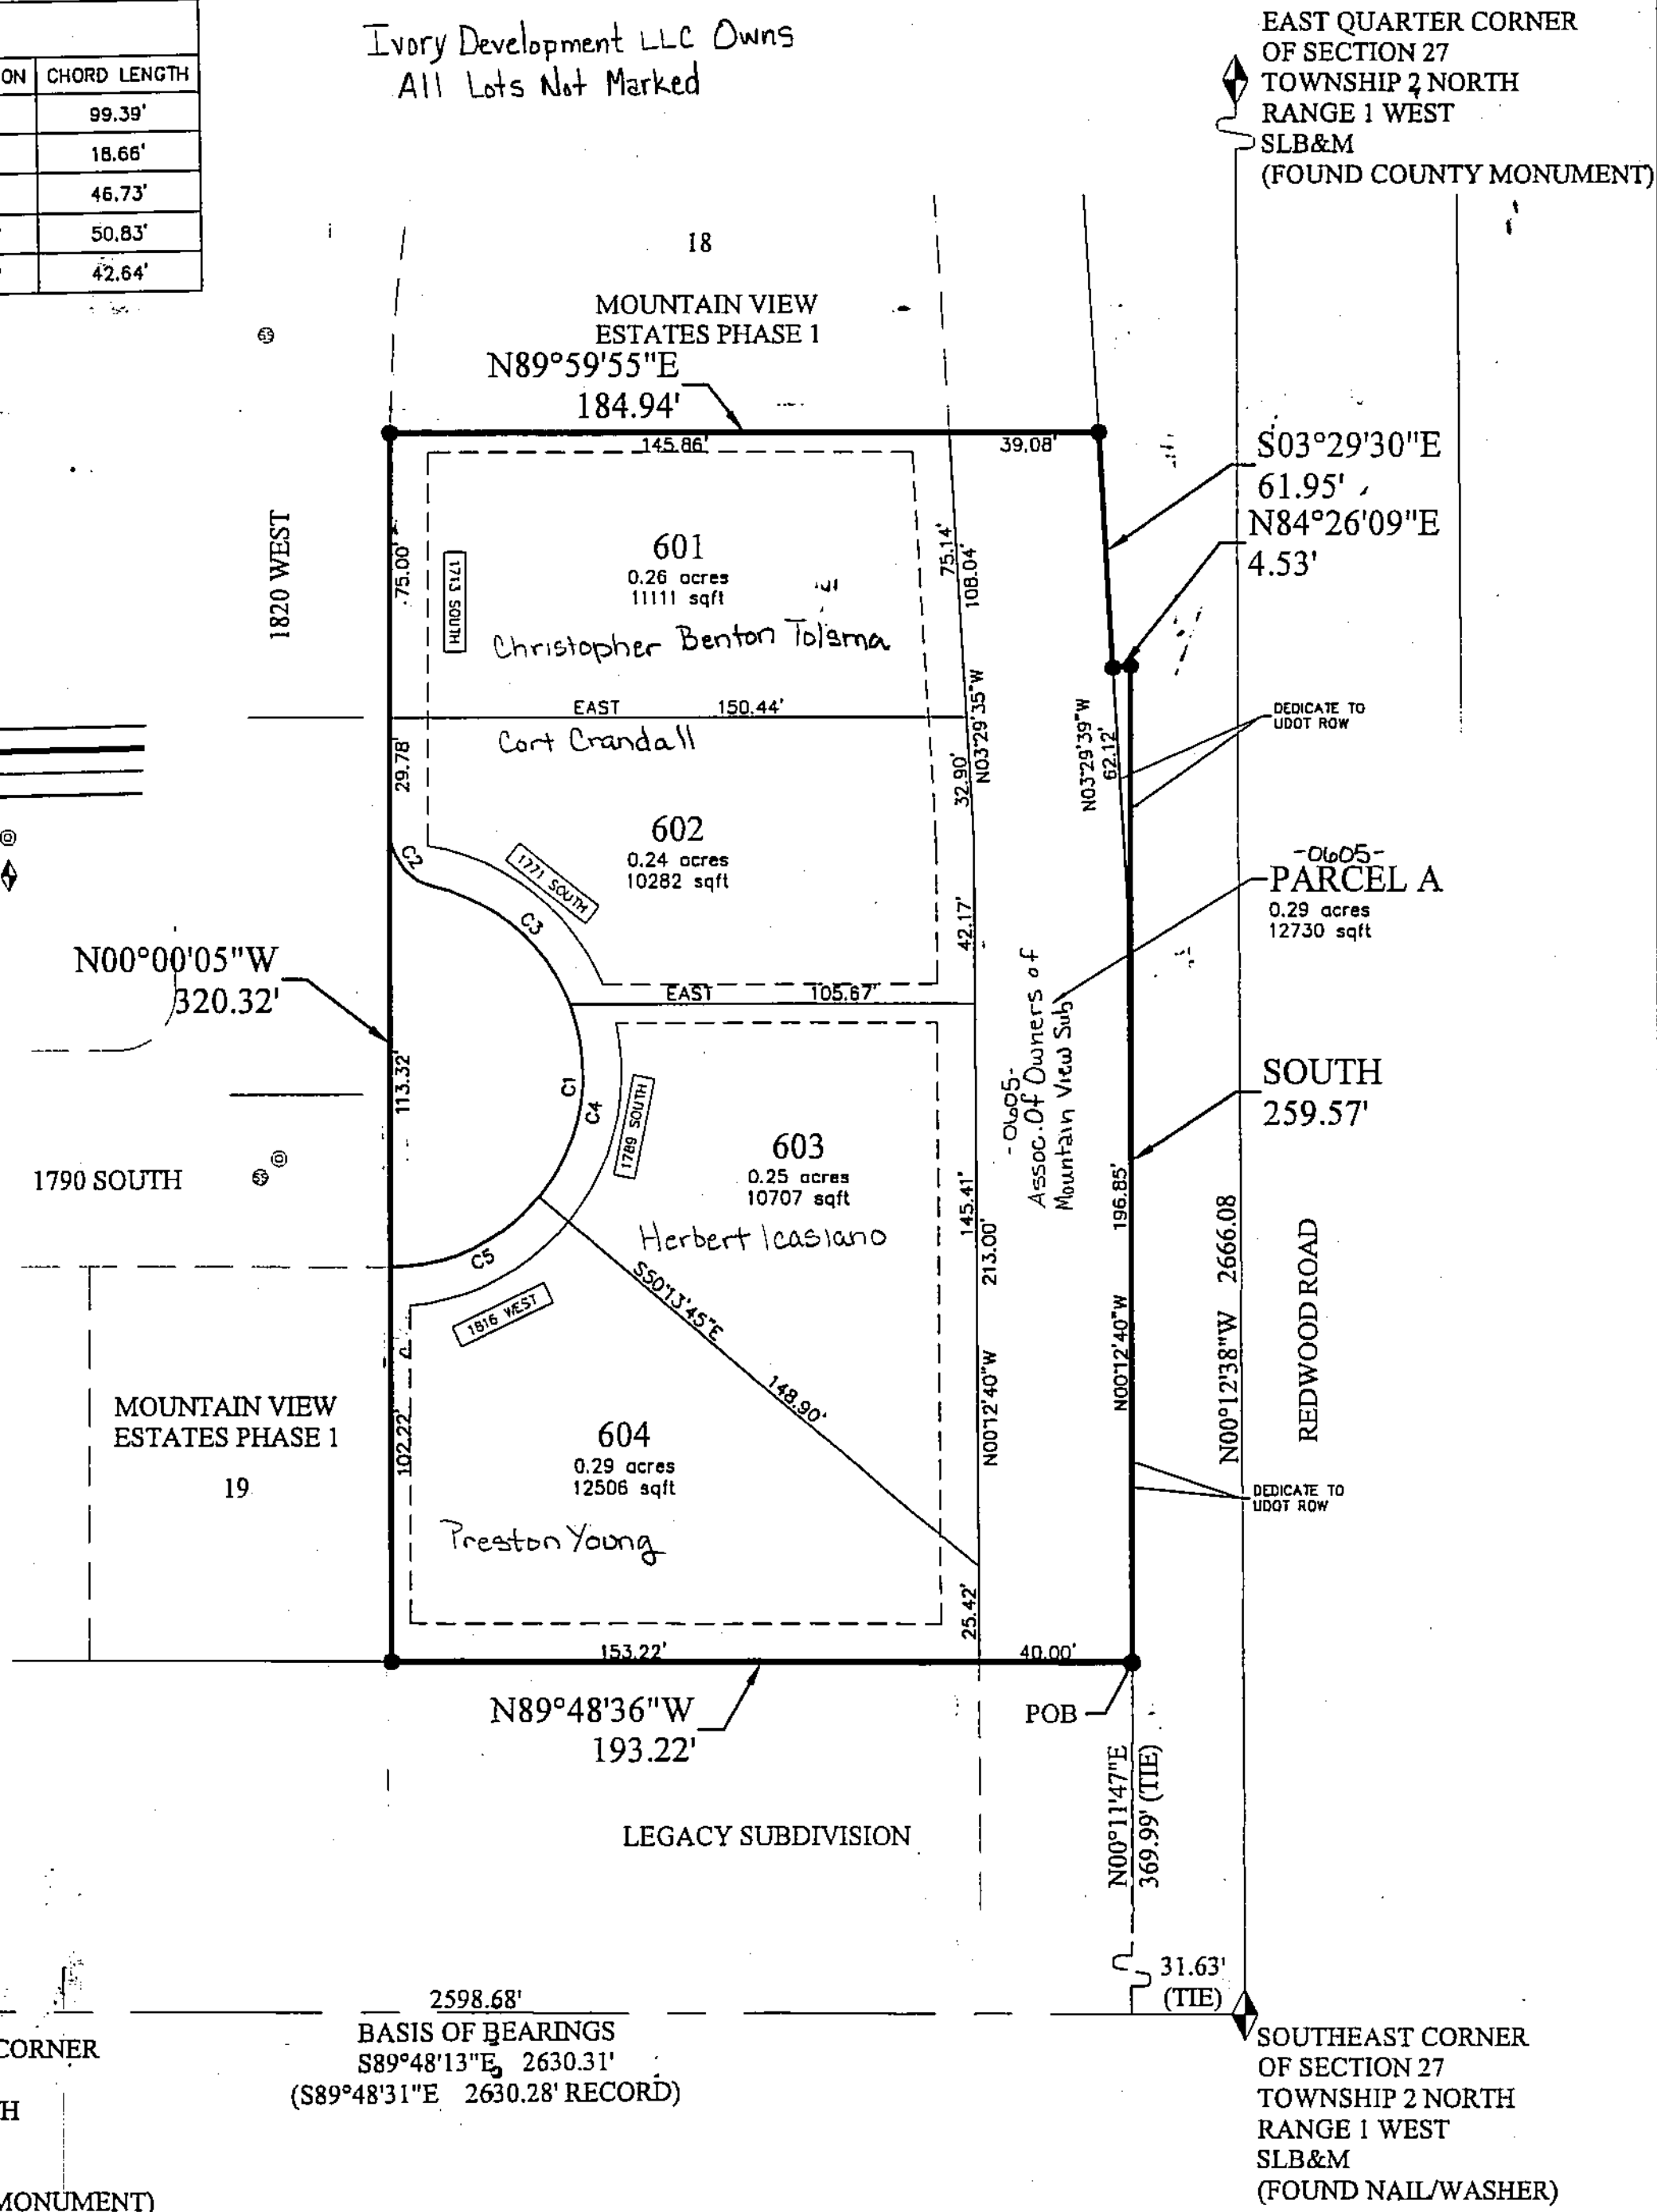 Ivory Development LLC Owns
All Lots Not Marked
ON CHORD LENGTH
99.39'
18.66'
46.73'
50.83'
42.64'
EAST QUARTER CORNER
OF SECTION 27
TOWNSHIP 2 NORTH
RANGE 1 WEST
SLB&M
(FOUND COUNTY MONUMENT)
18
MOUNTAIN VIEW
ESTATES PHASE 1
N89°59'55"E
184.94'
145.86'
39.08'
S03°29'30"E
61.95'
N84°26'09"E
4.53'
1820 WEST
75.00'
1713 SOUTH
601
0.26 acres
11111 sqft
Christopher Benton Tolsma
75.14'
108.04'
N03°29'35"W
EAST 150.44'
Cort Crandall
29.78'
602
0.24 acres
10282 sqft
32.90'
42.17'
N03°29'39"W
62.12'
DEDICATE TO
UDOT ROW
-0605-
PARCEL A
0.29 acres
12730 sqft
C2
1771 SOUTH
C3
N00°00'05"W
320.32'
EAST 105.67'
-0605-
Assoc. Of Owners of
Mountain View Sub
113.32'
C1
C4
1789 SOUTH
603
0.25 acres
10707 sqft
Herbert Icasiano
SOUTH
259.57'
1790 SOUTH
145.41'
213.00'
196.85'
N00°12'38"W 2666.08
REDWOOD ROAD
C5
1816 WEST
S50°13'45"E
148.90'
N00°12'40"W
N00°12'40"W
MOUNTAIN VIEW
ESTATES PHASE 1
19
102.22'
604
0.29 acres
12506 sqft
Preston Young
DEDICATE TO
UDOT ROW
25.42'
153.22'
40.00'
N89°48'36"W
193.22'
POB
N00°11'47"E
369.99' (TIE)
LEGACY SUBDIVISION
31.63'
(TIE)
2598.68'
BASIS OF BEARINGS
S89°48'13"E 2630.31'
(S89°48'31"E 2630.28' RECORD)
CORNER
H
MONUMENT)
SOUTHEAST CORNER
OF SECTION 27
TOWNSHIP 2 NORTH
RANGE 1 WEST
SLB&M
(FOUND NAIL/WASHER)